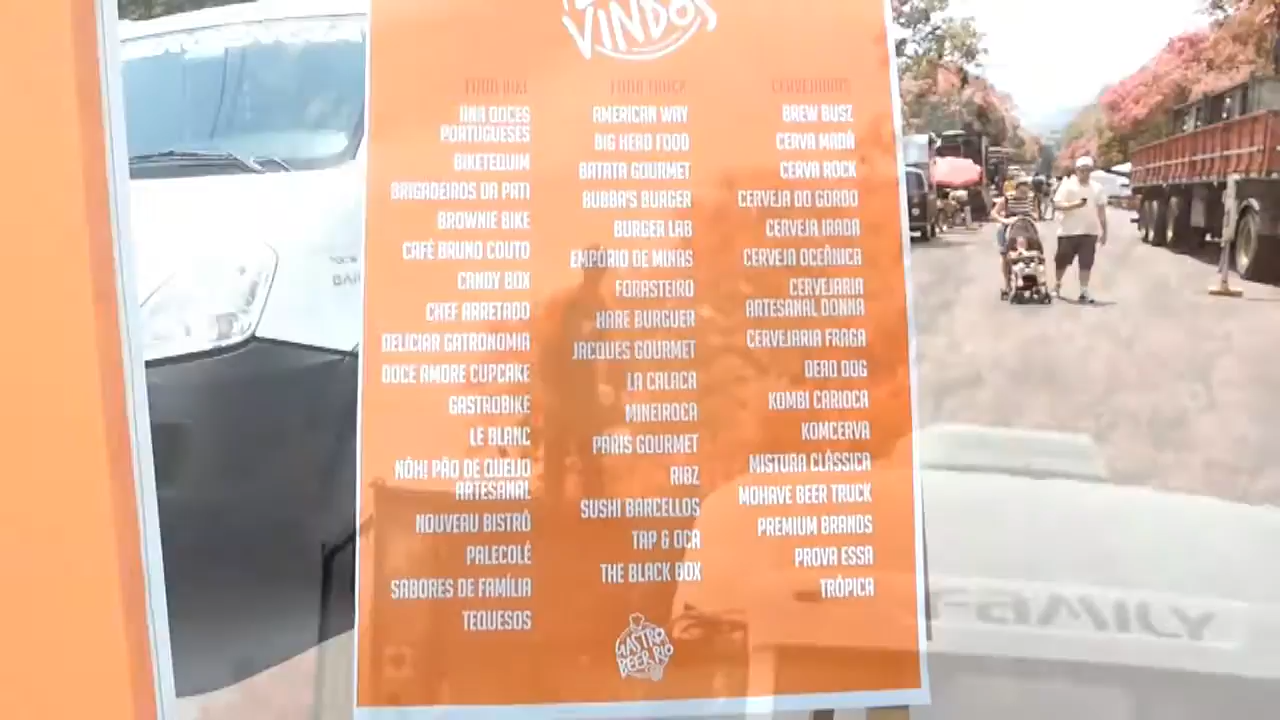 VINDOS
FOOD BIKE
ANA DOCES
PORTUGUESES
BIKETEQUIM
BRIGADEIROS DA PATI
BROWNIE BIKE
CAFÉ BRUNO COUTO
CANDY BOX
CHEF ARRETADO
DELICIAR GATRONOMIA
DOCE AMORE CUPCAKE
GASTROBIKE
LE BLANC
NÓH! PÃO DE QUEIJO
ARTESANAL
NOUVEAU BISTRÔ
PALECOLÉ
SABORES DE FAMÍLIA
TEQUESOS
FOOD TRUCK
AMERICAN WAY
BIG HERO FOOD
BATATA GOURMET
BUBBA'S BURGER
BURGER LAB
EMPÓRIO DE MINAS
FORASTEIRO
HARE BURGUER
JACQUES GOURMET
LA CALACA
MINEIROCA
PARIS GOURMET
RIBZ
SUSHI BARCELLOS
TAP & OCA
THE BLACK BOX
CERVEJARIAS
BREW BUSZ
CERVA MADÁ
CERVA ROCK
CERVEJA DO GORDO
CERVEJA IRADA
CERVEJA OCEÂNICA
CERVEJARIA
ARTESANAL DONNA
CERVEJARIA FRAGA
DEAD DOG
KOMBI CARIOCA
KOMCERVA
MISTURA CLÁSSICA
MOHAVE BEER TRUCK
PREMIUM BRANDS
PROVA ESSA
TRÓPICA
GASTRO
BEER RIO
FAMILY